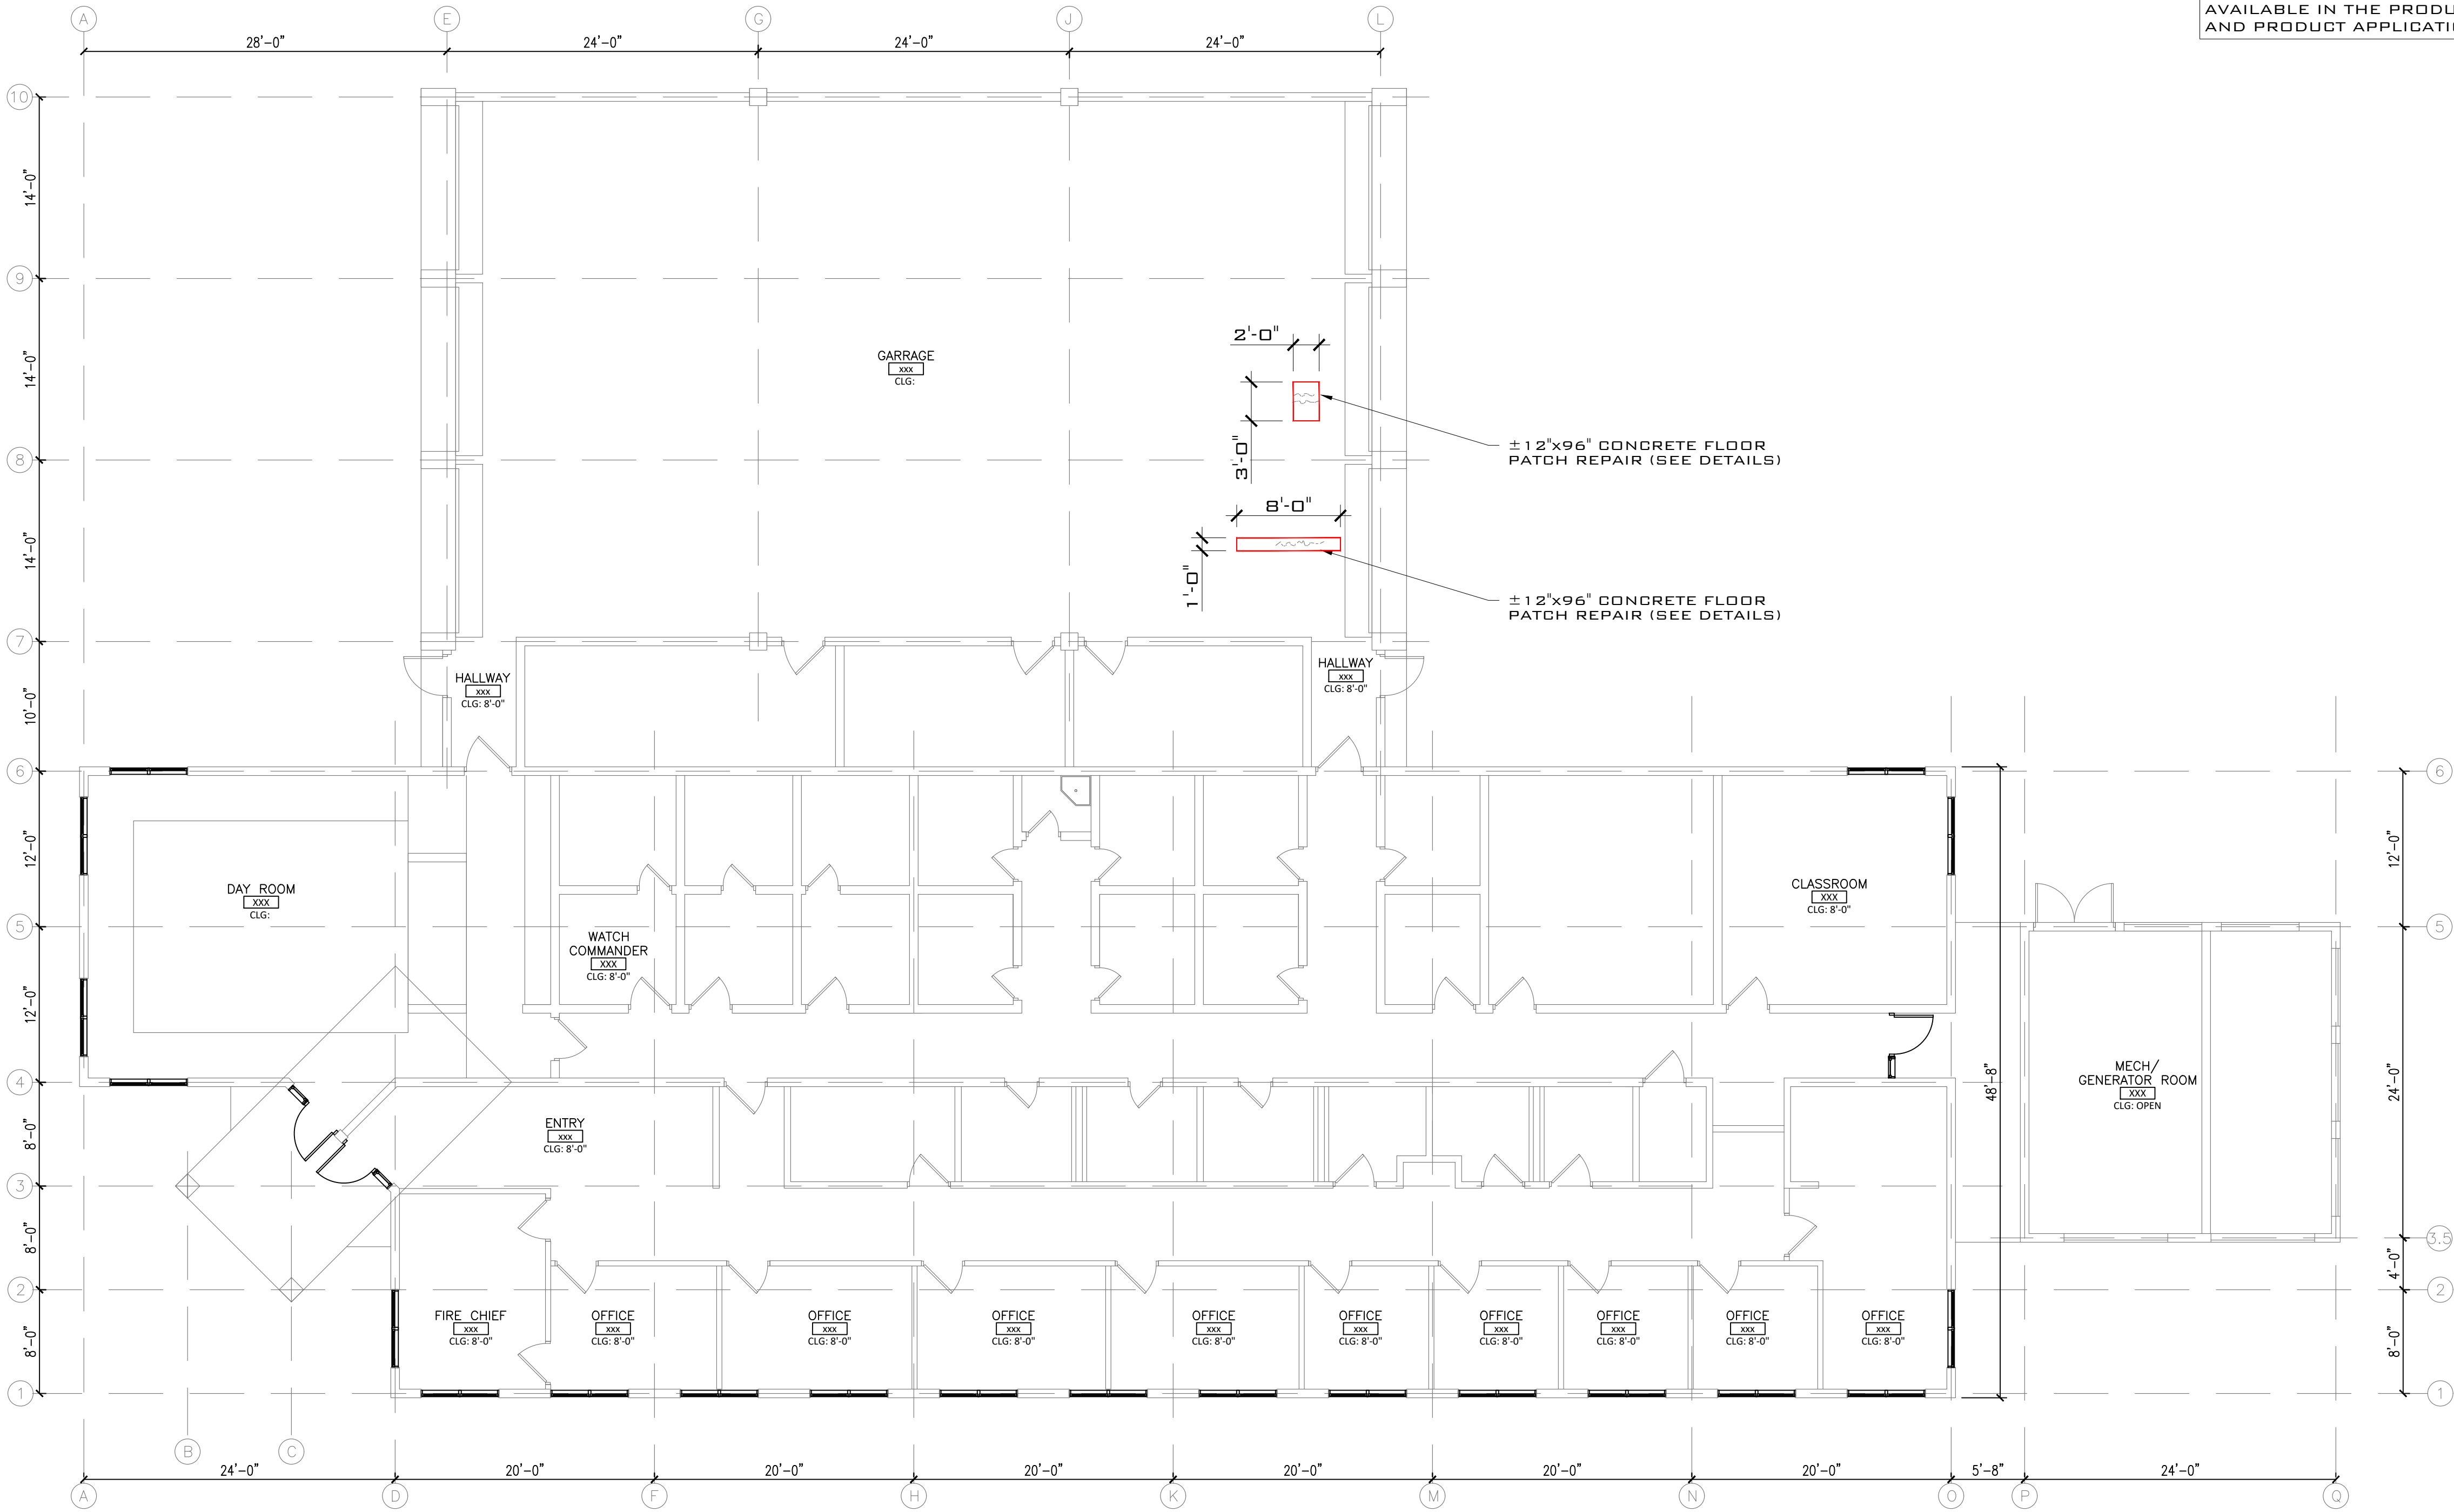 AVAILABLE IN THE PRODU
AND PRODUCT APPLICATI
A
E
G
J
L
28'-0"
24'-0"
24'-0"
24'-0"
10
14'-0"
9
14'-0"
GARRAGE
xxx
CLG:
2'-0"
3'-0"
±12"x96" CONCRETE FLOOR
PATCH REPAIR (SEE DETAILS)
8
14'-0"
8'-0"
1'-0"
±12"x96" CONCRETE FLOOR
PATCH REPAIR (SEE DETAILS)
7
10'-0"
HALLWAY
xxx
CLG: 8'-0"
HALLWAY
xxx
CLG: 8'-0"
6
6
12'-0"
12'-0"
DAY ROOM
XXX
CLG:
CLASSROOM
XXX
CLG: 8'-0"
5
5
WATCH
COMMANDER
XXX
CLG: 8'-0"
12'-0"
24'-0"
48'-8"
MECH/
GENERATOR ROOM
XXX
CLG: OPEN
4
8'-0"
ENTRY
xxx
CLG: 8'-0"
3
3.5
8'-0"
4'-0"
2
2
8'-0"
8'-0"
FIRE CHIEF
xxx
CLG: 8'-0"
OFFICE
xxx
CLG: 8'-0"
OFFICE
xxx
CLG: 8'-0"
OFFICE
xxx
CLG: 8'-0"
OFFICE
xxx
CLG: 8'-0"
OFFICE
xxx
CLG: 8'-0"
OFFICE
xxx
CLG: 8'-0"
OFFICE
xxx
CLG: 8'-0"
OFFICE
xxx
CLG: 8'-0"
OFFICE
xxx
CLG: 8'-0"
1
1
B
C
24'-0"
20'-0"
20'-0"
20'-0"
20'-0"
20'-0"
20'-0"
5'-8"
24'-0"
A
D
F
H
K
M
N
O
P
Q